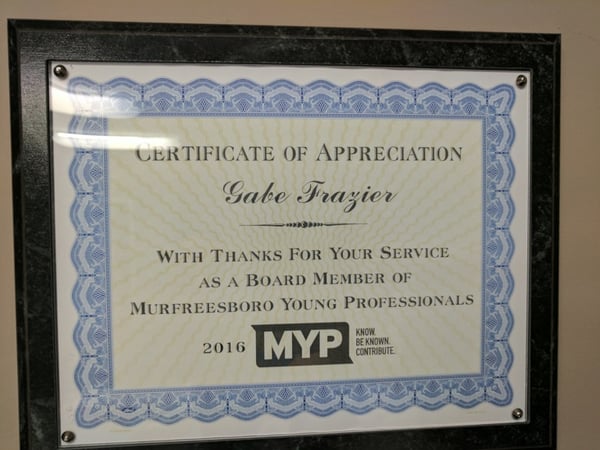 CERTIFICATE OF APPRECIATION
Gabe Frazier
WITH THANKS FOR YOUR SERVICE
AS A BOARD MEMBER OF
MURFREESBORO YOUNG PROFESSIONALS
2016 MYP
KNOW.
BE KNOWN.
CONTRIBUTE.